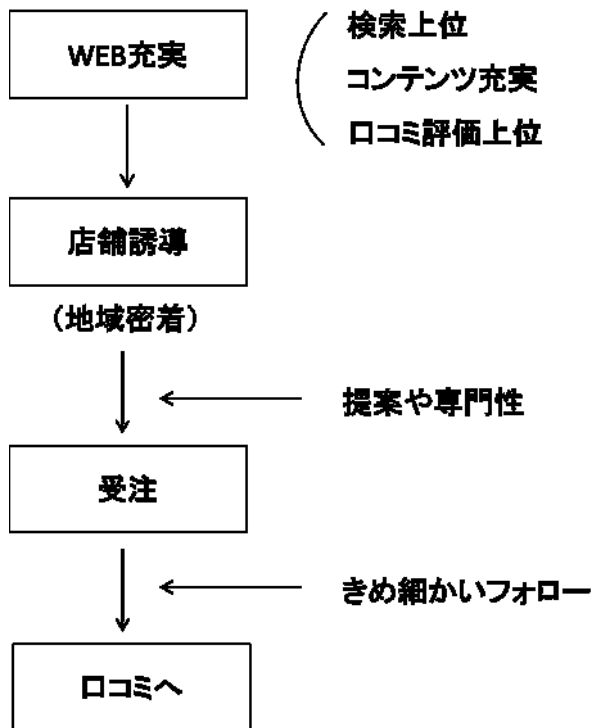 WEB充実
検索上位
コンテンツ充実
口コミ評価上位
店舗誘導
（地域密着）
提案や専門性
受注
きめ細かいフォロー
口コミへ